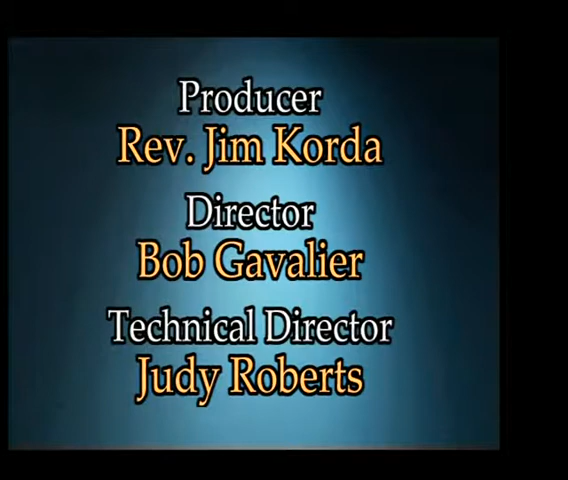 Producer
Rev. Jim Korda
Director
Bob Gavalier
Technical Director
Judy Roberts